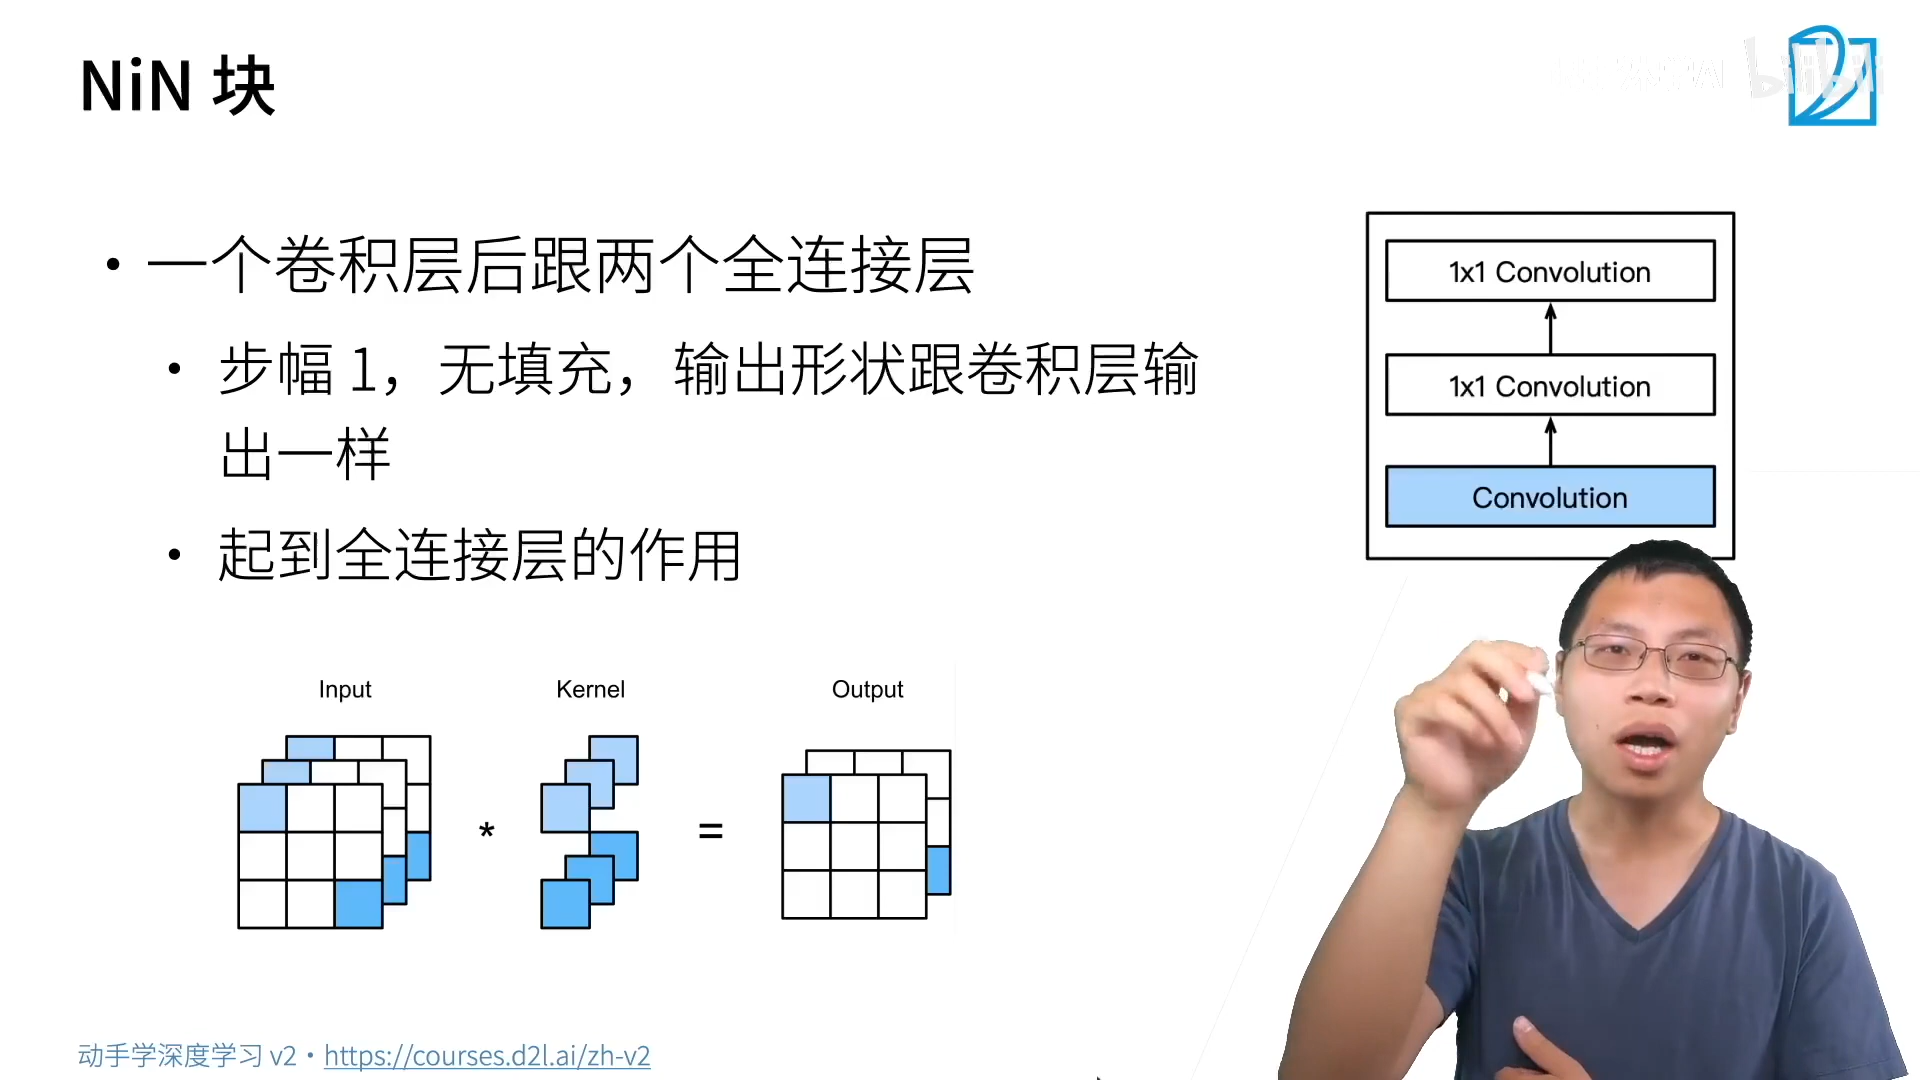 NiN 块
bilibili
• 一个卷积层后跟两个全连接层
• 步幅 1，无填充，输出形状跟卷积层输
出一样
• 起到全连接层的作用
1x1 Convolution
1x1 Convolution
Convolution
Input Kernel Output
* =
动手学深度学习 v2 • https://courses.d2l.ai/zh-v2